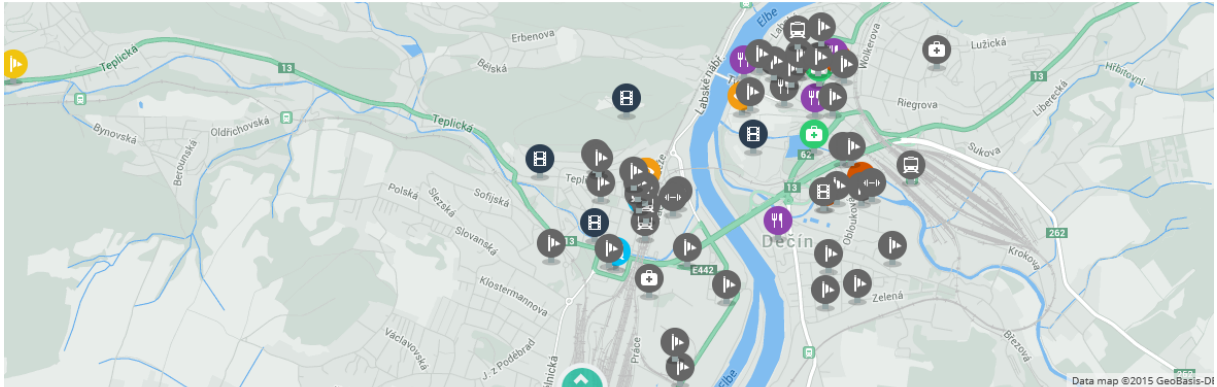 Elbe
Erbenova
Lužická
Teplická
Bělská
Wolkerova
13
Labské nábř.
Hřbitovní
Liberecká
Riegrova
Teplická
Oldřichovská
Bynovská
Sukova
62
Berounská
Polská
Sofijská
Slezská
13
Slovanská
Oblouková
262
13
Děčín
Krokova
E442
Klostermannova
Zelená
Březová
Václavovská
J. z Poděbrad
Práce
Elbe
Data map ©2015 GeoBasis-DE